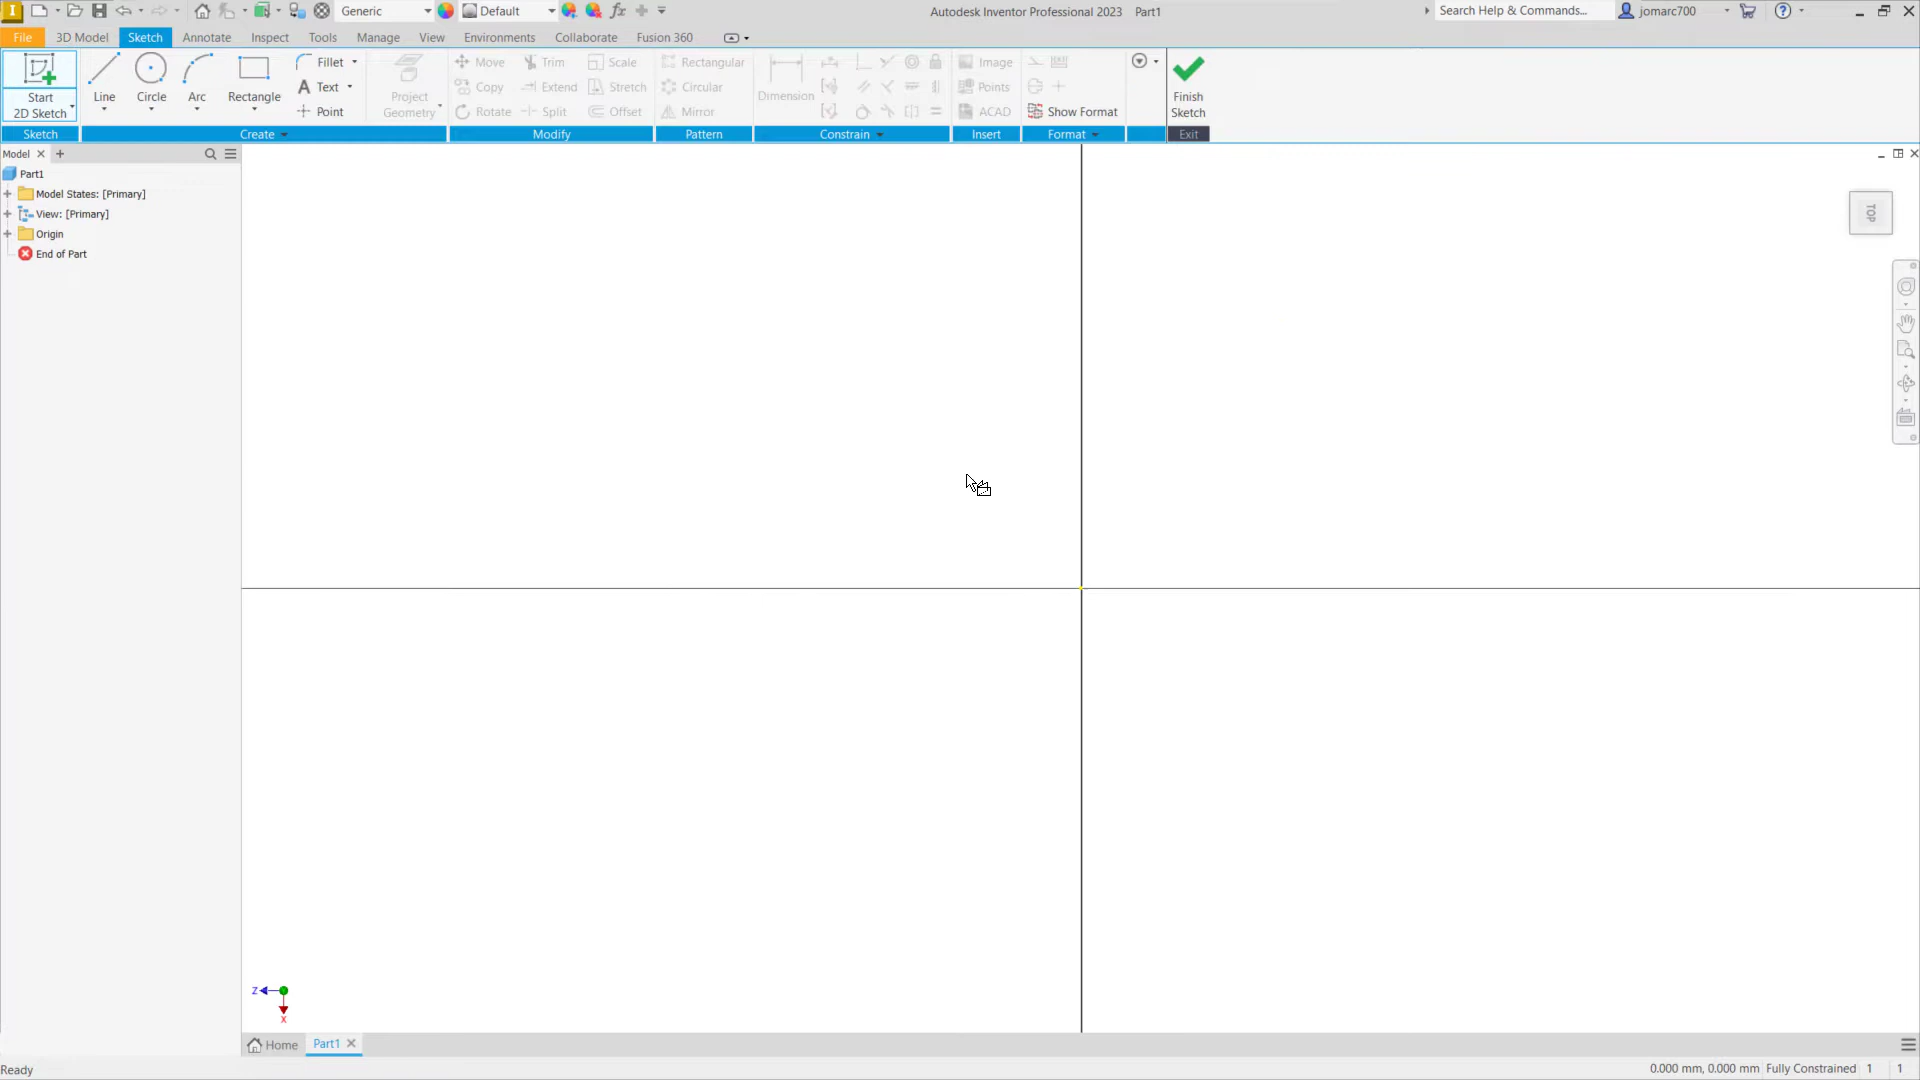 Generic
Default
Autodesk Inventor Professional 2023 Part1
Search Help & Commands...
jomarc700
File
3D Model
Sketch
Annotate
Inspect
Tools
Manage
View
Environments
Collaborate
Fusion 360
Start
2D Sketch
Line
Circle
Arc
Rectangle
Fillet
Text
Point
Project
Geometry
Move
Copy
Rotate
Trim
Extend
Split
Scale
Stretch
Offset
Rectangular
Circular
Mirror
Dimension
Image
Points
ACAD
Show Format
Finish
Sketch
Sketch
Create
Modify
Pattern
Constrain
Insert
Format
Exit
Model
Part1
Model States: [Primary]
View: [Primary]
Origin
End of Part
TOP
Z
X
Home
Part1
Ready
0.000 mm, 0.000 mm Fully Constrained 1 1